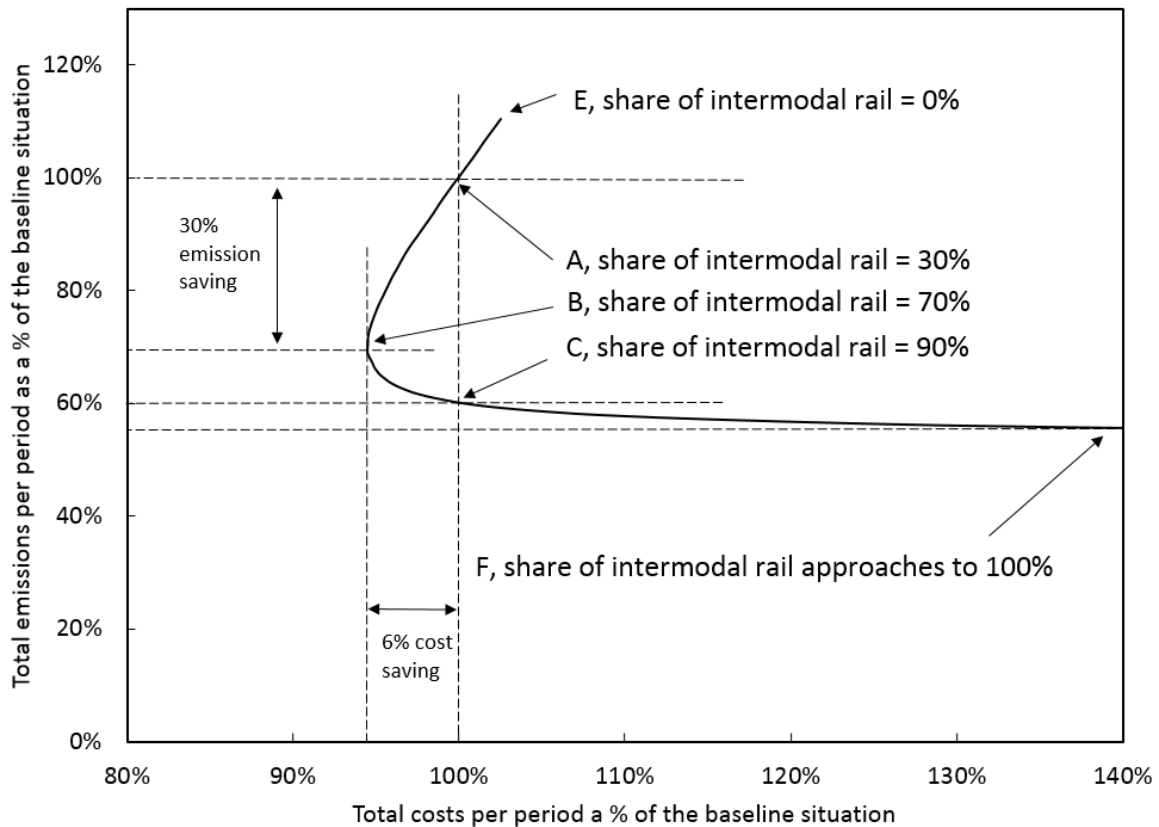 Total emissions per period as a % of the baseline situation
120%
100%
80%
60%
40%
20%
0%
E, share of intermodal rail = 0%
30%
emission
saving
A, share of intermodal rail = 30%
B, share of intermodal rail = 70%
C, share of intermodal rail = 90%
F, share of intermodal rail approaches to 100%
6% cost
saving
80%
90%
100%
110%
120%
130%
140%
Total costs per period a % of the baseline situation